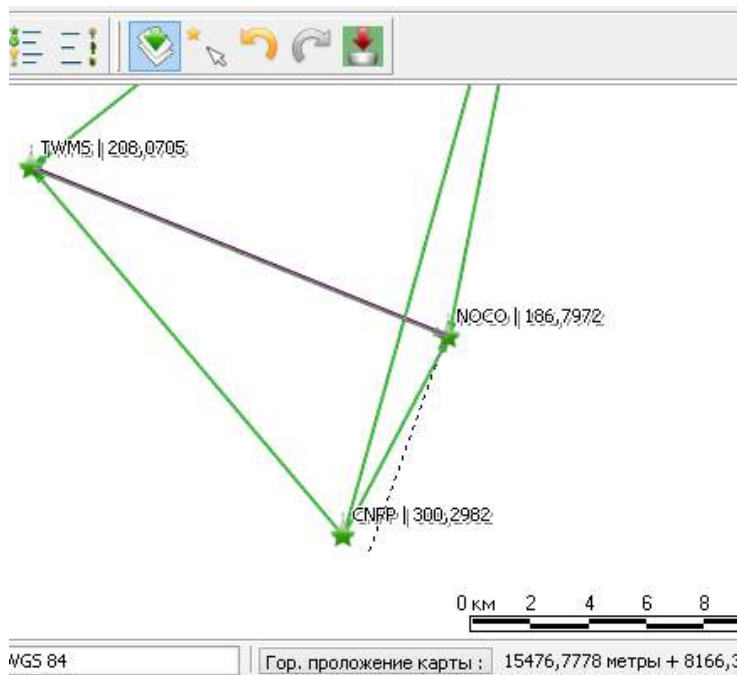 TWMS | 208,0705
NOCO | 186,7972
CNFP | 300,2982
0 км 2 4 6 8
WGS 84 Гор. проложение карты : 15476,7778 метры + 8166,3